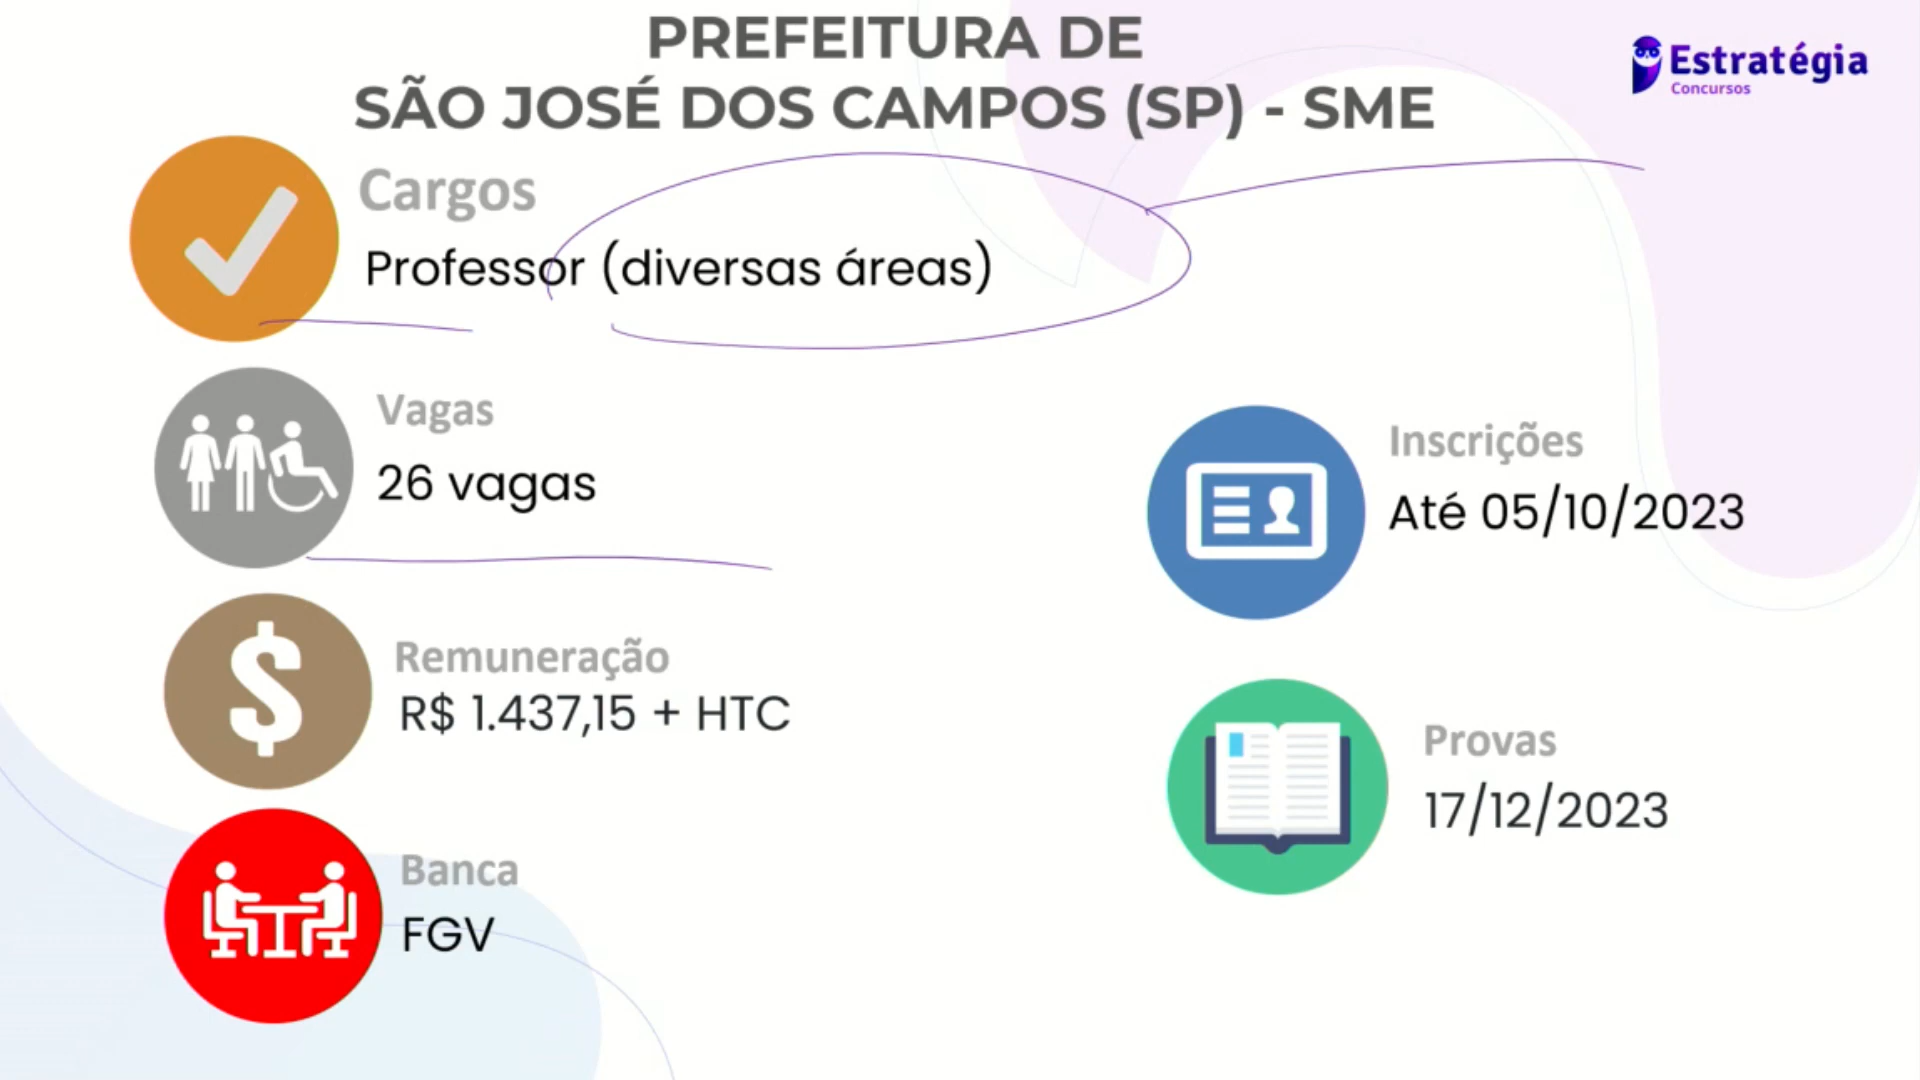 PREFEITURA DE
SÃO JOSÉ DOS CAMPOS (SP) - SME
Estratégia
Concursos
Cargos
Professor (diversas áreas)
Vagas
26 vagas
Inscrições
Até 05/10/2023
Remuneração
R$ 1.437,15 + HTC
Provas
17/12/2023
Banca
FGV